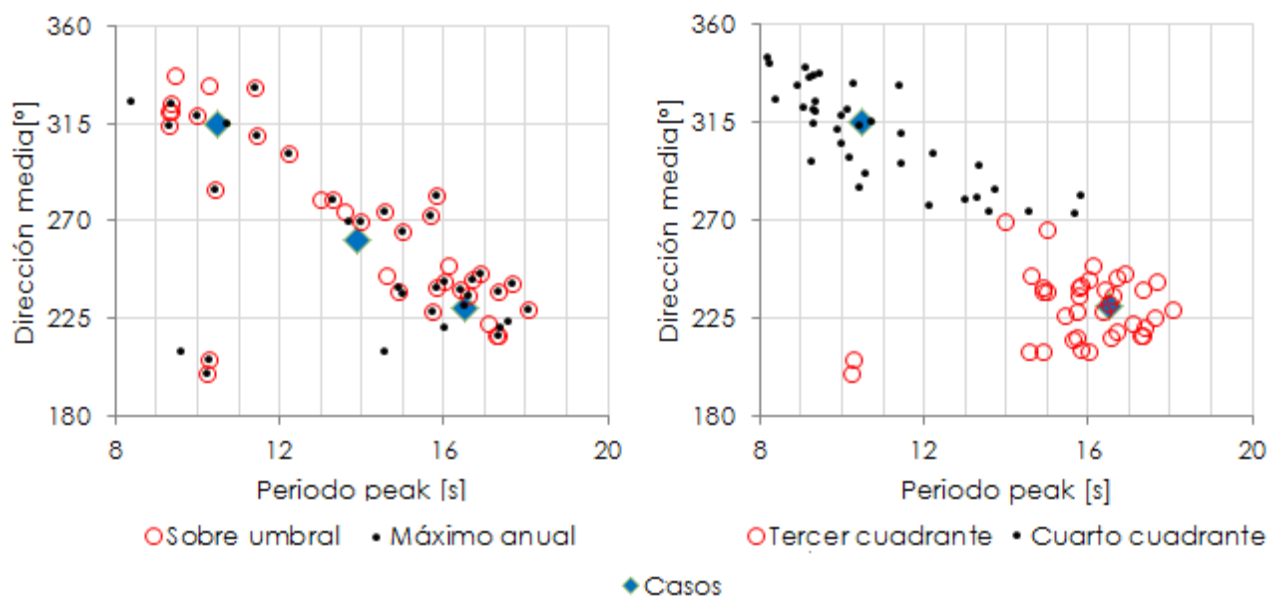 360
315
270
225
180
Dirección media[º]
8
12
16
20
Periodo peak [s]
Sobre umbral
Máximo anual
360
315
270
225
180
Dirección media[º]
8
12
16
20
Periodo peak [s]
Tercer cuadrante
Cuarto cuadrante
Casos